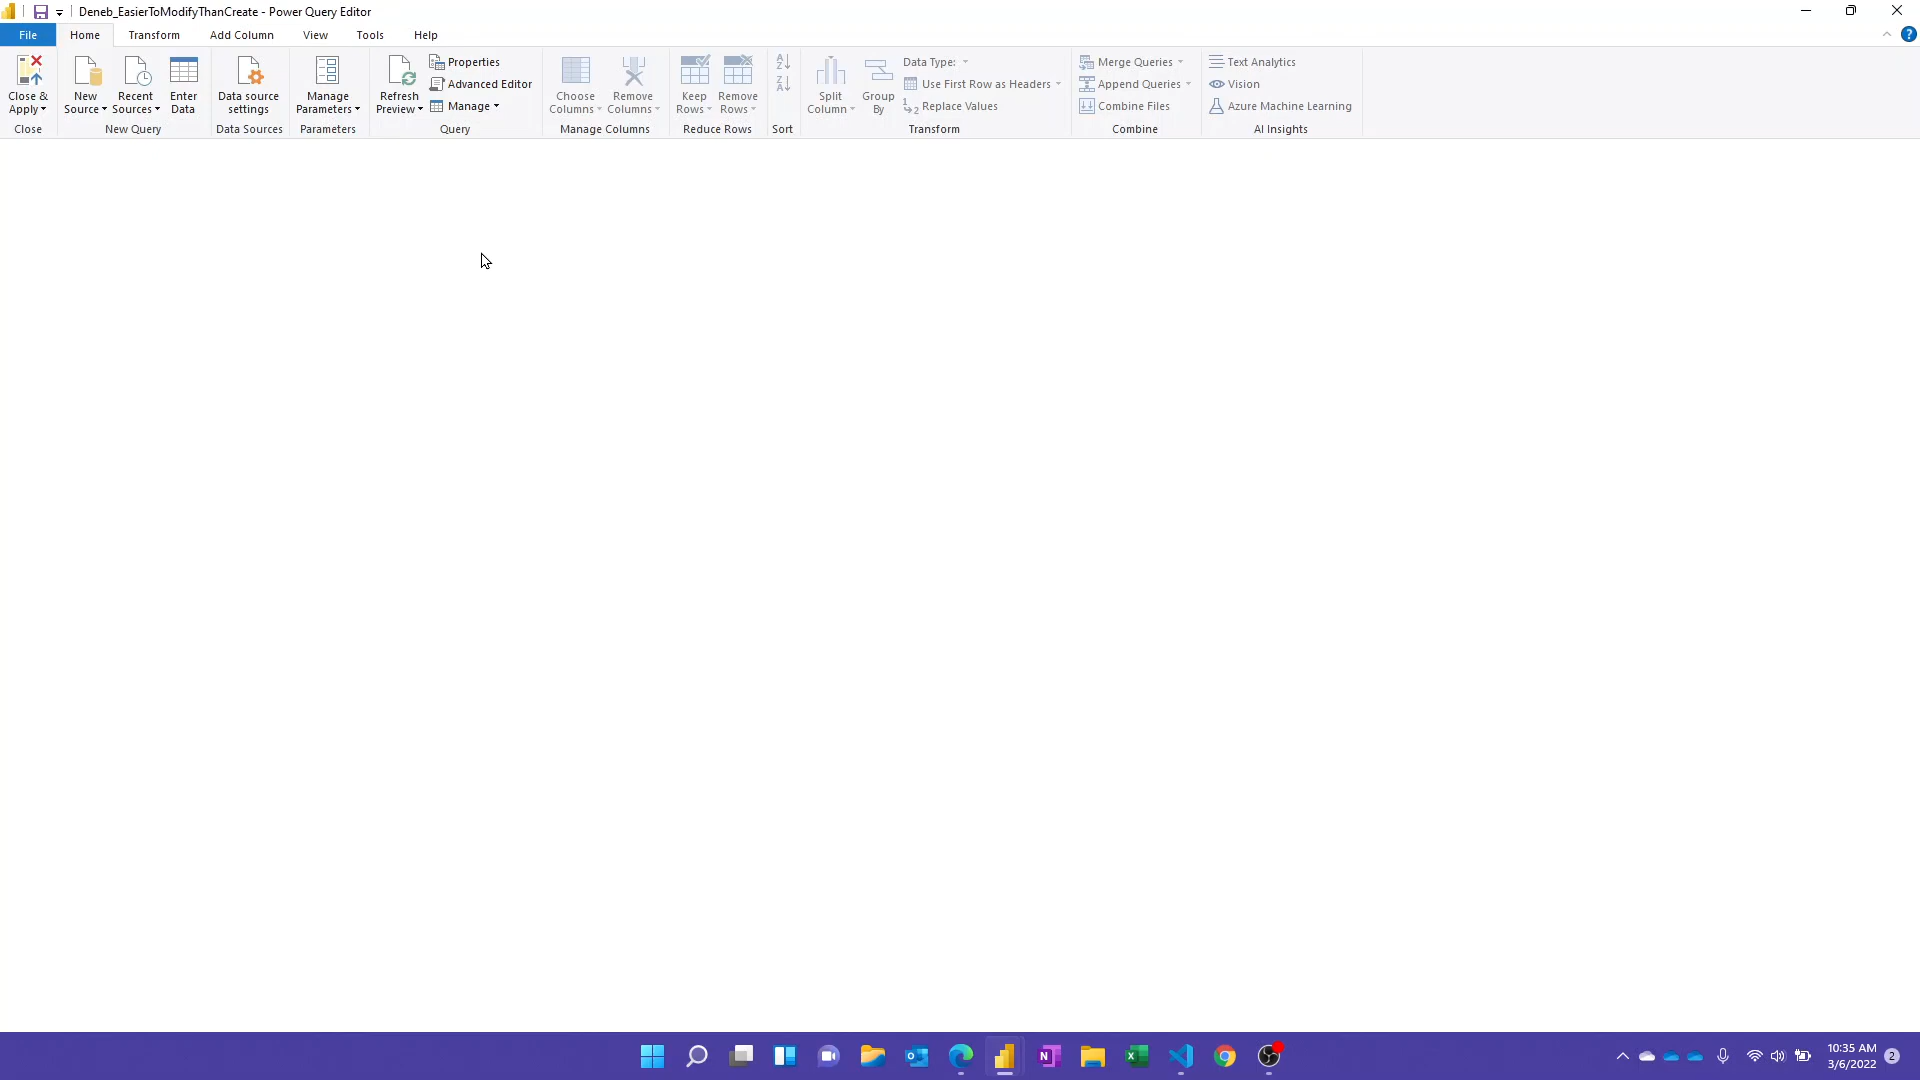 Deneb_EasierToModifyThanCreate - Power Query Editor
File
Home
Transform
Add Column
View
Tools
Help
Close &
Apply
Close
New
Source
Recent
Sources
Enter
Data
New Query
Data source
settings
Data Sources
Manage
Parameters
Parameters
Refresh
Preview
Properties
Advanced Editor
Manage
Query
Choose
Columns
Remove
Columns
Manage Columns
Keep
Rows
Remove
Rows
Reduce Rows
A
Z
Z
A
Sort
Split
Column
Group
By
Data Type:
Use First Row as Headers
1 2 Replace Values
Transform
Merge Queries
Append Queries
Combine Files
Combine
Text Analytics
Vision
Azure Machine Learning
AI Insights
?
N
10:35 AM
3/6/2022
2